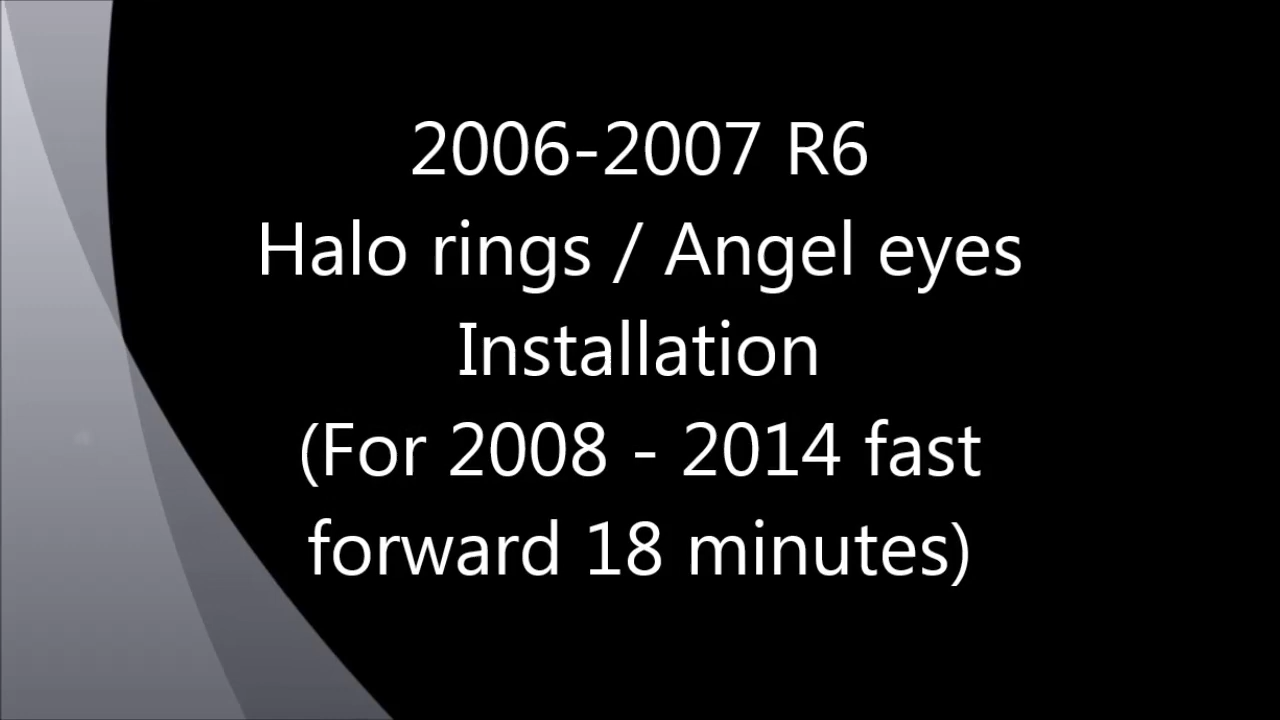 2006-2007 R6
Halo rings / Angel eyes
Installation
(For 2008 - 2014 fast
forward 18 minutes)